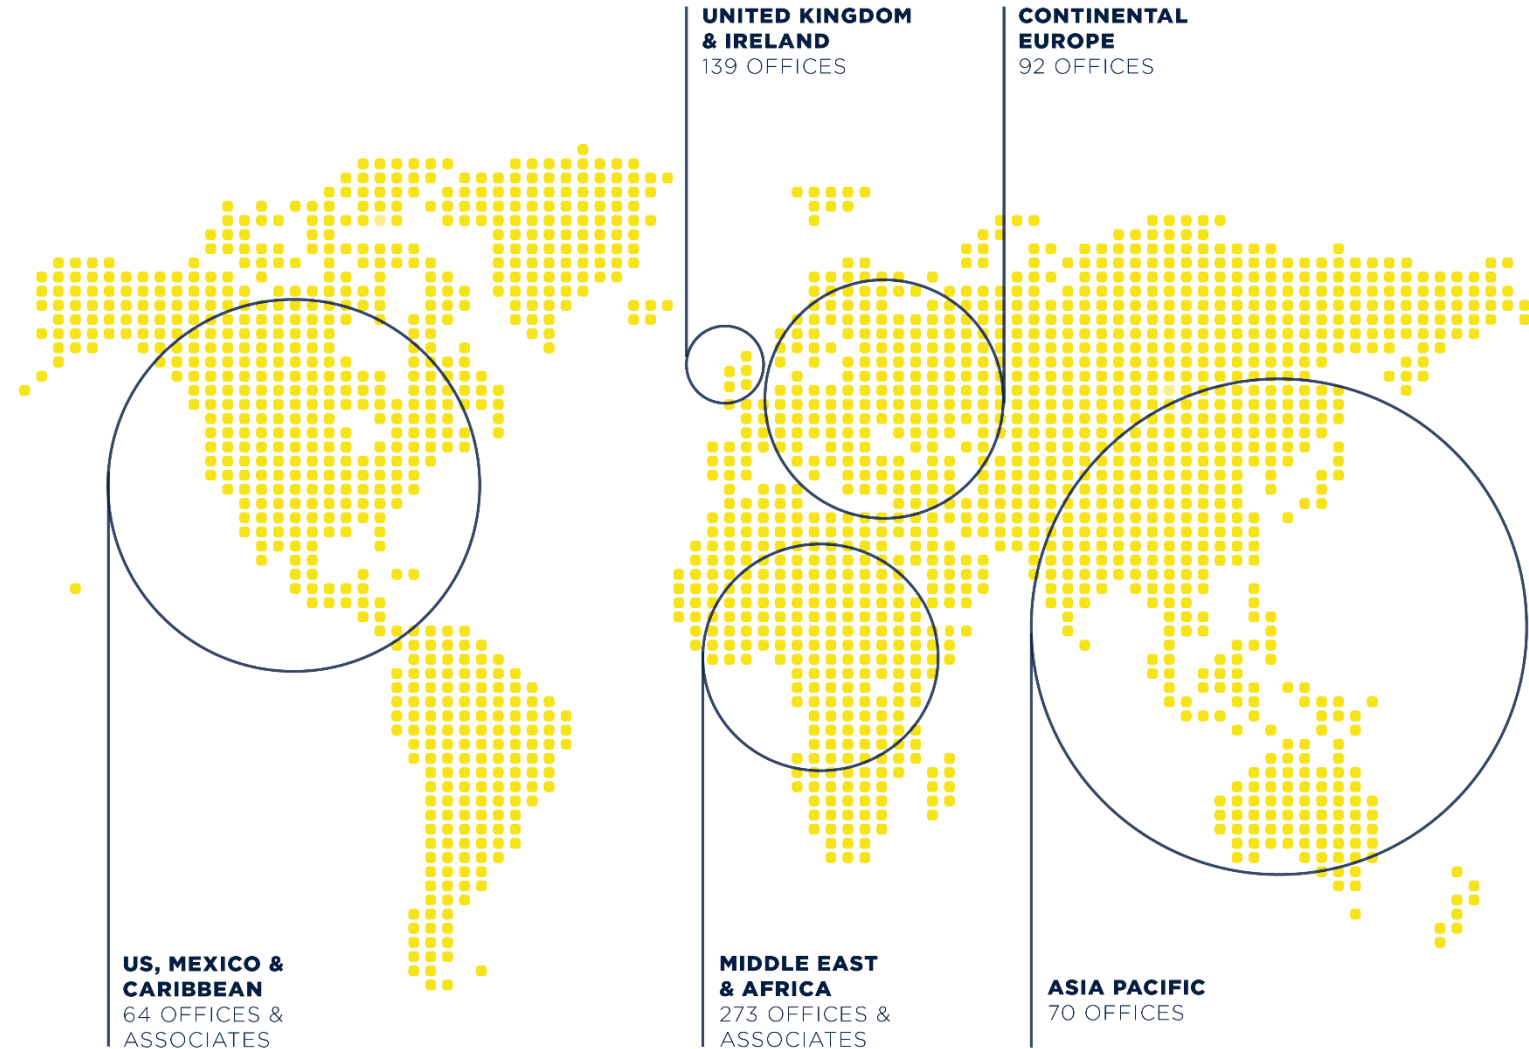 UNITED KINGDOM
& IRELAND
139 OFFICES
CONTINENTAL
EUROPE
92 OFFICES
US, MEXICO &
CARIBBEAN
64 OFFICES &
ASSOCIATES
MIDDLE EAST
& AFRICA
273 OFFICES &
ASSOCIATES
ASIA PACIFIC
70 OFFICES